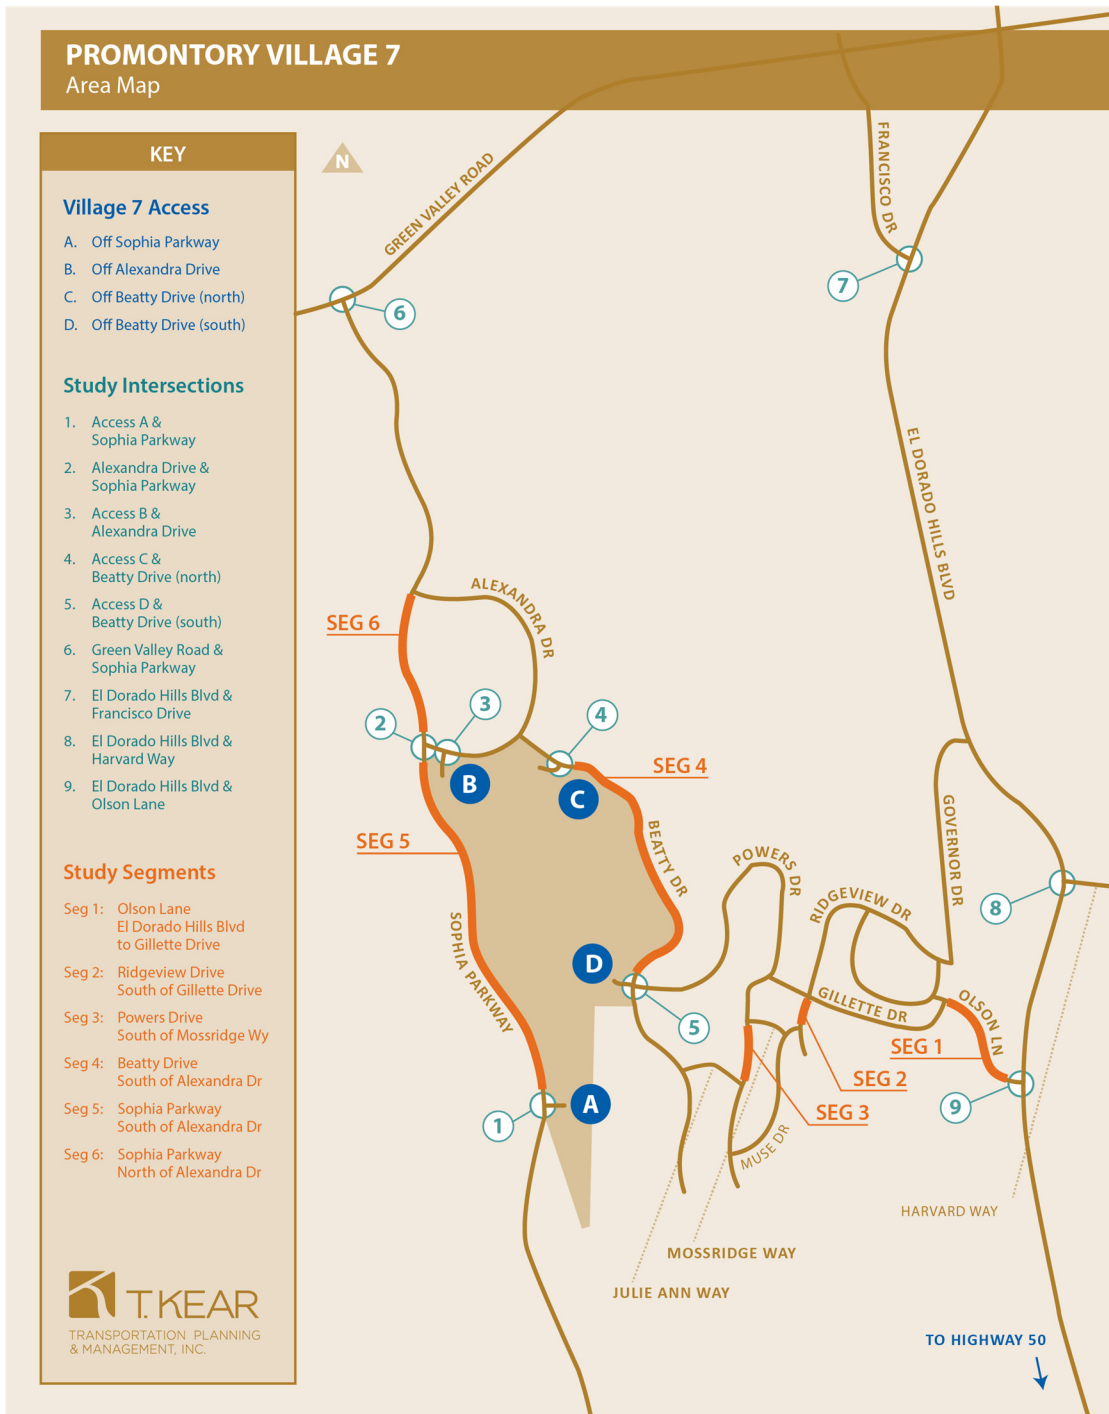 PROMONTORY VILLAGE 7
Area Map
KEY
Village 7 Access
A. Off Sophia Parkway
B. Off Alexandra Drive
C. Off Beatty Drive (north)
D. Off Beatty Drive (south)
Study Intersections
1. Access A &
Sophia Parkway
2. Alexandra Drive &
Sophia Parkway
3. Access B &
Alexandra Drive
4. Access C &
Beatty Drive (north)
5. Access D &
Beatty Drive (south)
6. Green Valley Road &
Sophia Parkway
7. El Dorado Hills Blvd &
Francisco Drive
8. El Dorado Hills Blvd &
Harvard Way
9. El Dorado Hills Blvd &
Olson Lane
Study Segments
Seg 1: Olson Lane
El Dorado Hills Blvd
to Gillette Drive
Seg 2: Ridgeview Drive
South of Gillette Drive
Seg 3: Powers Drive
South of Mossridge Wy
Seg 4: Beatty Drive
South of Alexandra Dr
Seg 5: Sophia Parkway
South of Alexandra Dr
Seg 6: Sophia Parkway
North of Alexandra Dr
T.KEAR
TRANSPORTATION PLANNING
& MANAGEMENT, INC.
N
GREEN VALLEY ROAD
FRANCISCO DR
7
6
EL DORADO HILLS BLVD
ALEXANDRA DR
SEG 6
3
2
4
B
C
SEG 4
SEG 5
BEATTY DR
POWERS DR
GOVERNOR DR
RIDGEVIEW DR
8
SOPHIA PARKWAY
D
5
GILLETTE DR
OLSON LN
SEG 1
SEG 2
SEG 3
A
1
9
MUSE DR
HARVARD WAY
MOSSRIDGE WAY
JULIE ANN WAY
TO HIGHWAY 50